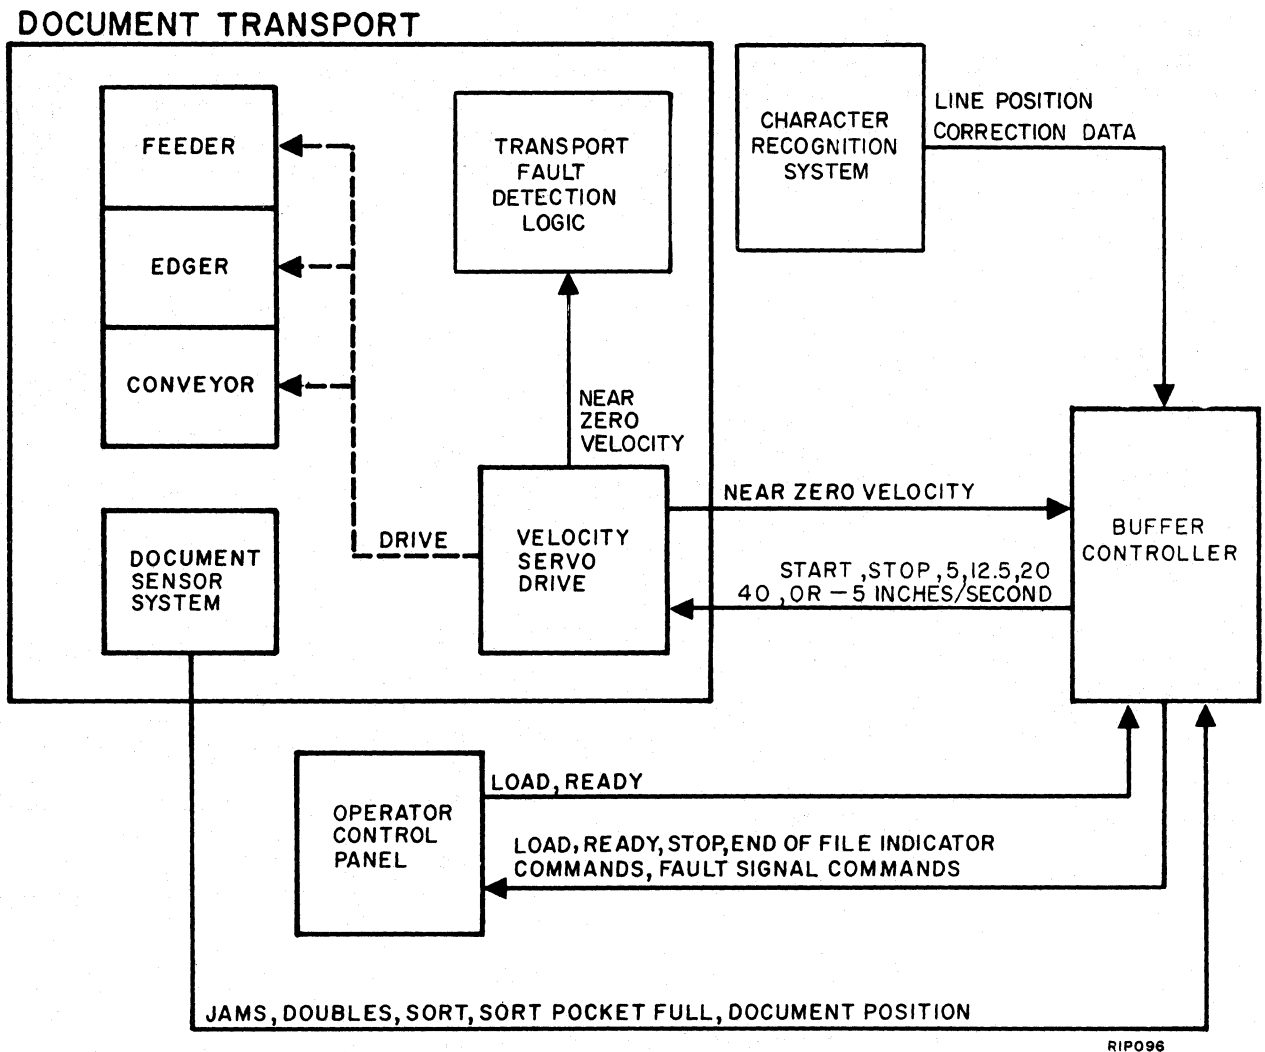 DOCUMENT TRANSPORT
FEEDER
EDGER
CONVEYOR
TRANSPORT
FAULT
DETECTION
LOGIC
CHARACTER
RECOGNITION
SYSTEM
LINE POSITION
CORRECTION DATA
NEAR
ZERO
VELOCITY
DOCUMENT
SENSOR
SYSTEM
DRIVE
VELOCITY
SERVO
DRIVE
NEAR ZERO VELOCITY
START ,STOP ,5,12.5,20
40 ,OR -5 INCHES/SECOND
BUFFER
CONTROLLER
OPERATOR
CONTROL
PANEL
LOAD, READY
LOAD, READY, STOP, END OF FILE INDICATOR
COMMANDS, FAULT SIGNAL COMMANDS
JAMS, DOUBLES, SORT, SORT POCKET FULL, DOCUMENT POSITION
RIP096